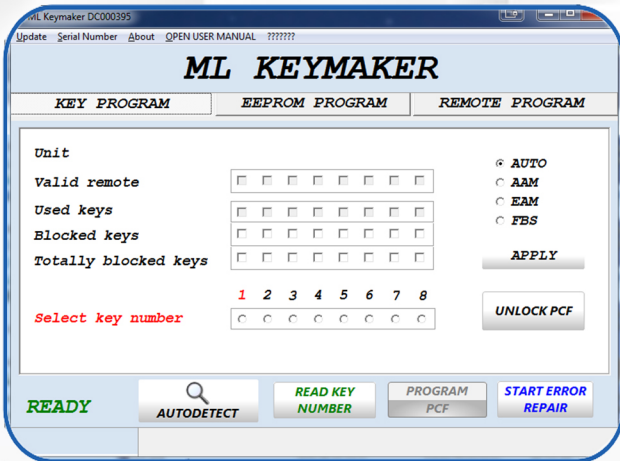 ML Keymaker DC000395
Update Serial Number About OPEN USER MANUAL ???????
ML KEYMAKER
KEY PROGRAM EEPROM PROGRAM REMOTE PROGRAM
Unit
AUTO
Valid remote
AAM
EAM
Used keys
FBS
Blocked keys
Totally blocked keys
APPLY
1 2 3 4 5 6 7 8
Select key number
UNLOCK PCF
READY
AUTODETECT
READ KEY
NUMBER
PROGRAM
PCF
START ERROR
REPAIR